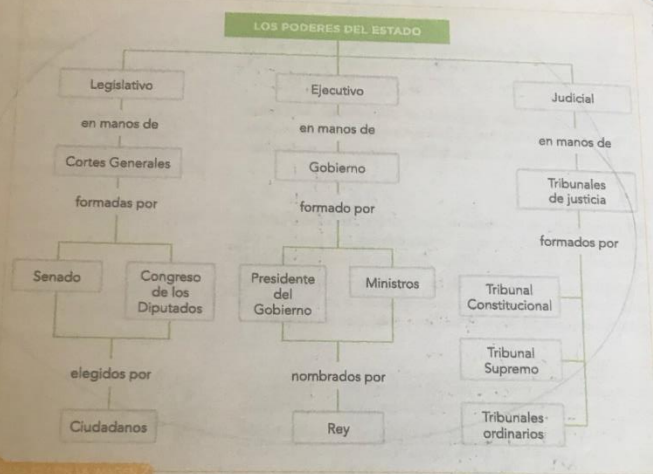 LOS PODERES DEL ESTADO
Legislativo
en manos de
Cortes Generales
formadas por
Senado
Congreso
de los
Diputados
elegidos por
Ciudadanos
Ejecutivo
en manos de
Gobierno
formado por
Presidente
del
Gobierno
Ministros
nombrados por
Rey
Judicial
en manos de
Tribunales
de justicia
formados por
Tribunal
Constitucional
Tribunal
Supremo
Tribunales
ordinarios